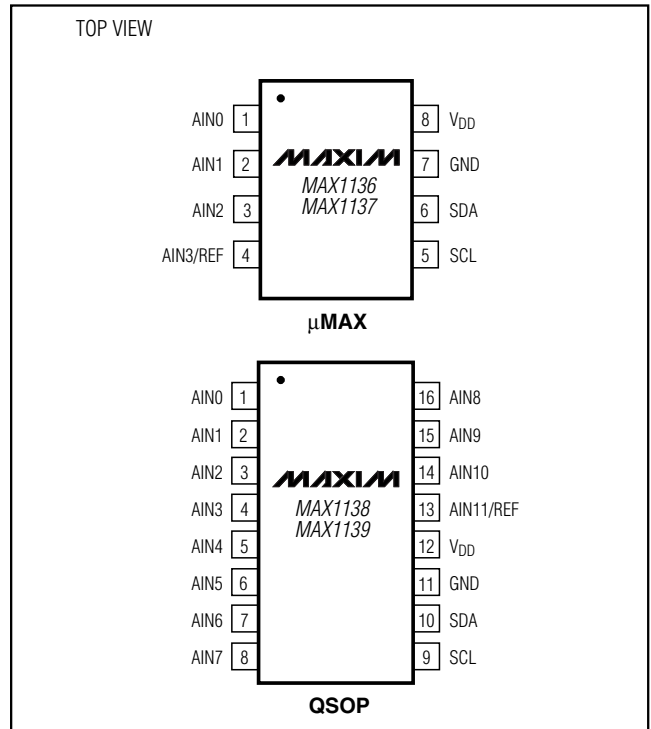 TOP VIEW
AIN0 1 8 VDD
AIN1 2 MAXIM 7 GND
MAX1136
AIN2 3 MAX1137 6 SDA
AIN3/REF 4 5 SCL
µMAX
AIN0 1 16 AIN8
AIN1 2 15 AIN9
AIN2 3 MAXIM 14 AIN10
AIN3 4 MAX1138 13 AIN11/REF
MAX1139
AIN4 5 12 VDD
AIN5 6 11 GND
AIN6 7 10 SDA
AIN7 8 9 SCL
QSOP